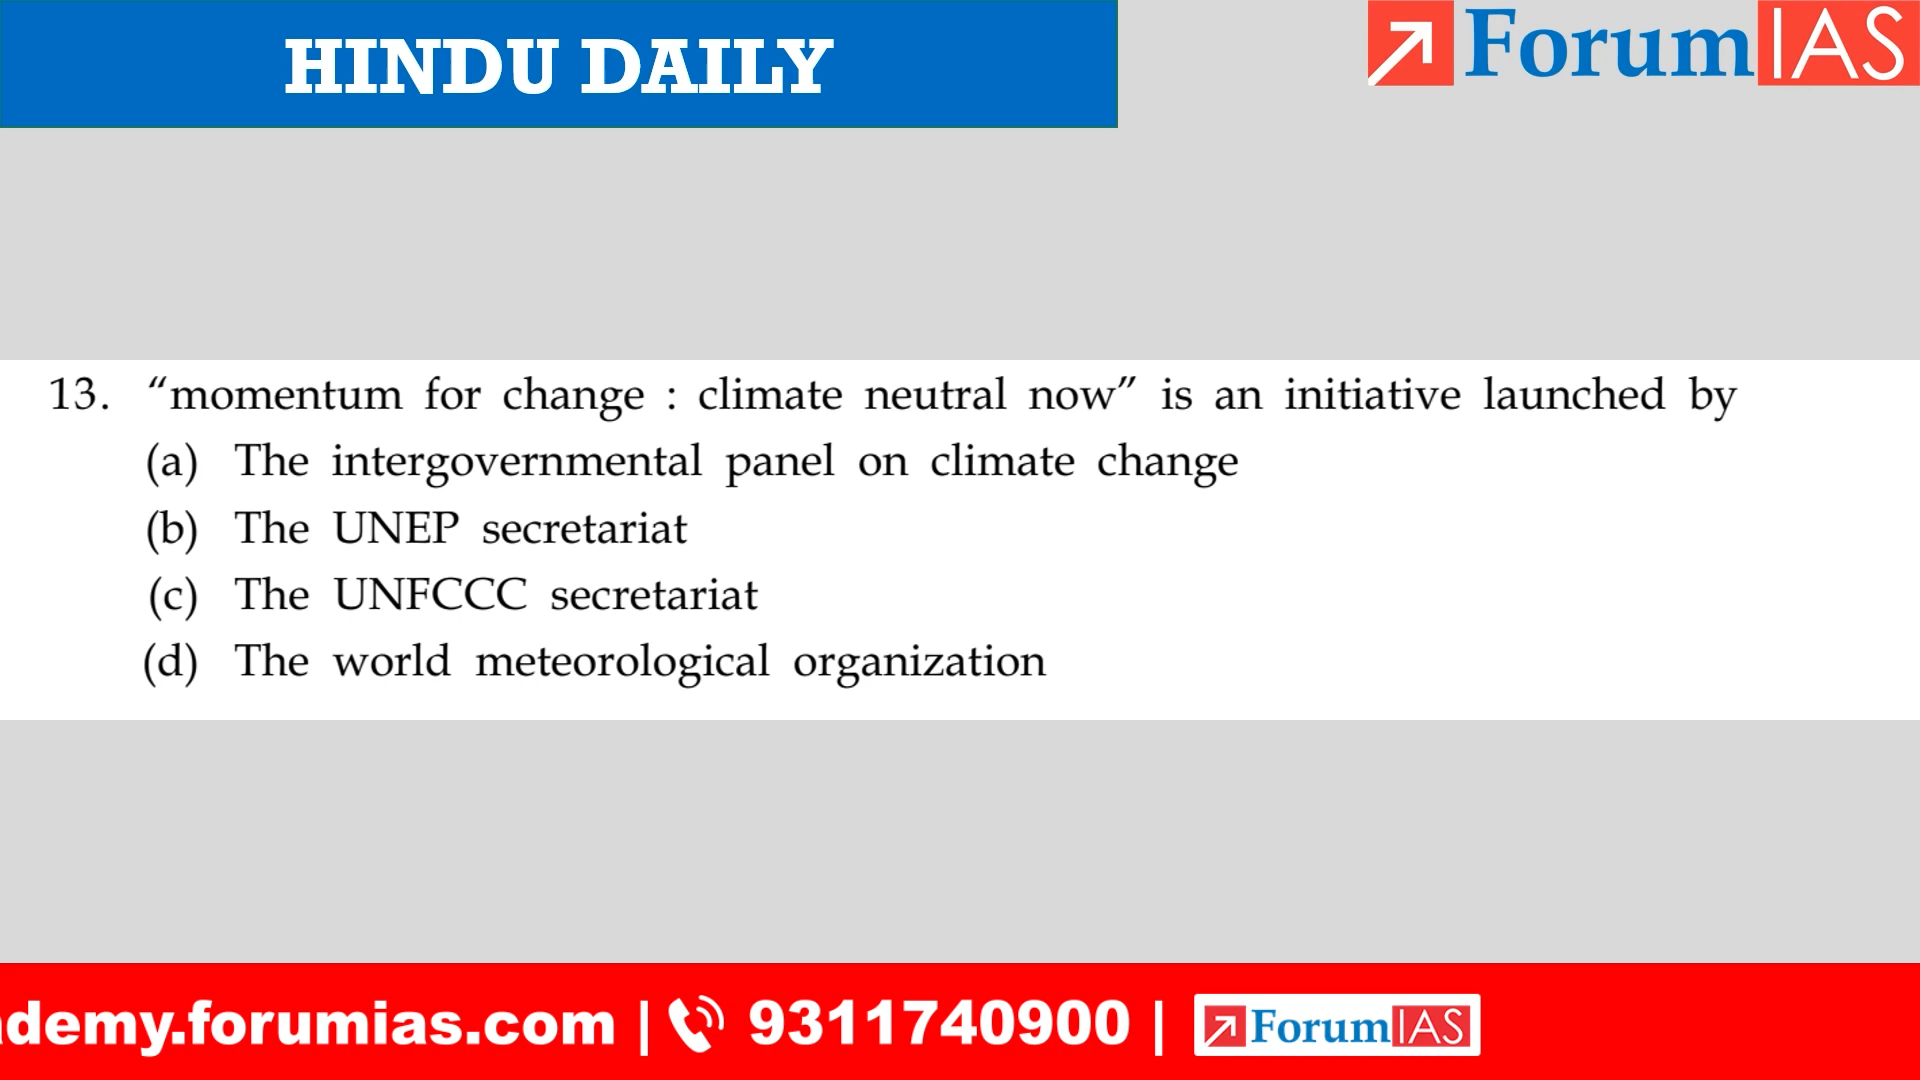 HINDU DAILY
ForumIAS
13. “momentum for change : climate neutral now” is an initiative launched by
(a) The intergovernmental panel on climate change
(b) The UNEP secretariat
(c) The UNFCCC secretariat
(d) The world meteorological organization
demy.forumias.com | 9311740900 | ForumIAS